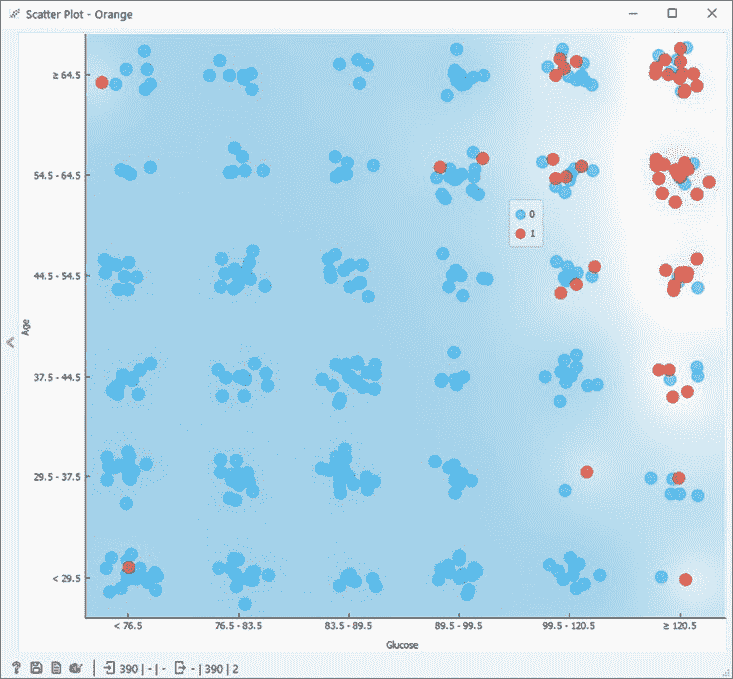 Scatter Plot - Orange
≥ 64.5
54.5 - 64.5
0
1
44.5 - 54.5
Age
37.5 - 44.5
29.5 - 37.5
< 29.5
< 76.5
76.5 - 83.5
83.5 - 89.5
89.5 - 99.5
99.5 - 120.5
≥ 120.5
Glucose
? 390 | - | - - | 390 | 2